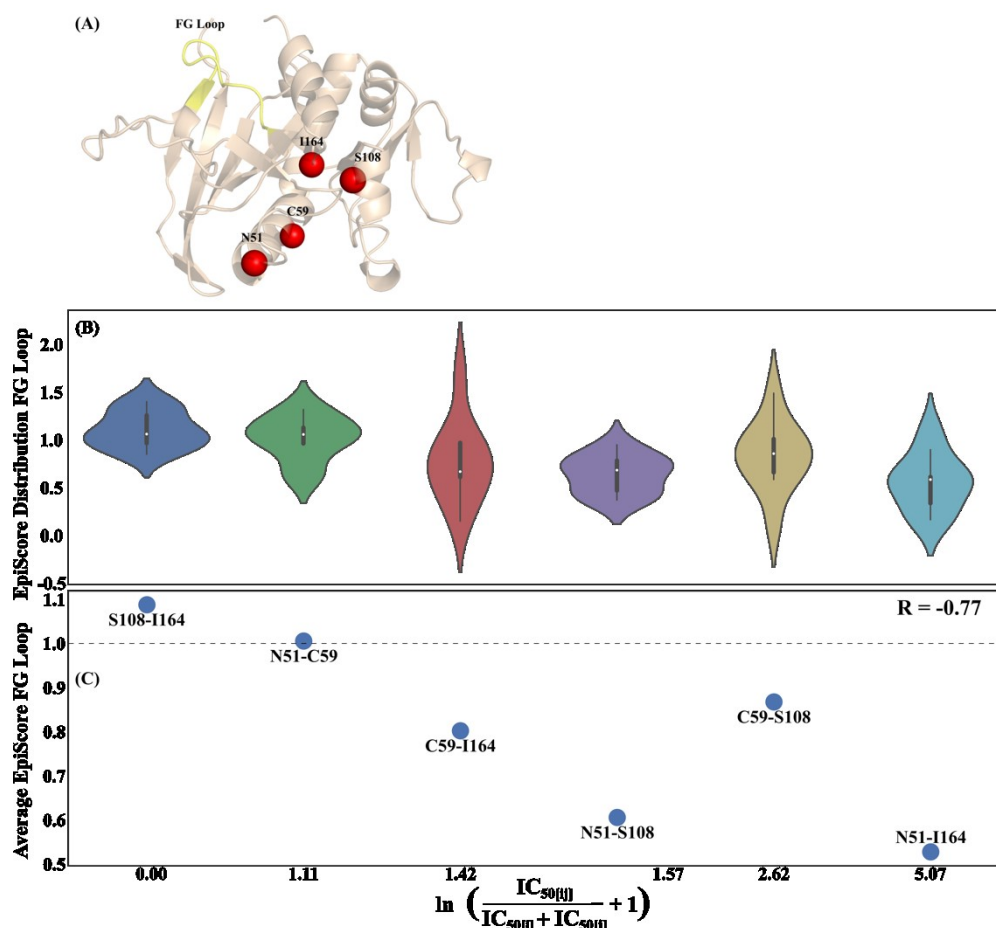 (A)
FG Loop
I164
S108
C59
N51
(B)
EpiScore Distribution FG Loop
2.0
1.5
1.0
0.5
0.0
-0.5
R = -0.77
S108-I164
N51-C59
(C)
C59-I164
C59-S108
N51-S108
N51-I164
Average EpiScore FG Loop
1.1
1.0
0.9
0.8
0.7
0.6
0.5
0.00 1.11 1.42 1.57 2.62 5.07
ln ( IC50[ij] / IC50[i] + IC50[j] + 1 )